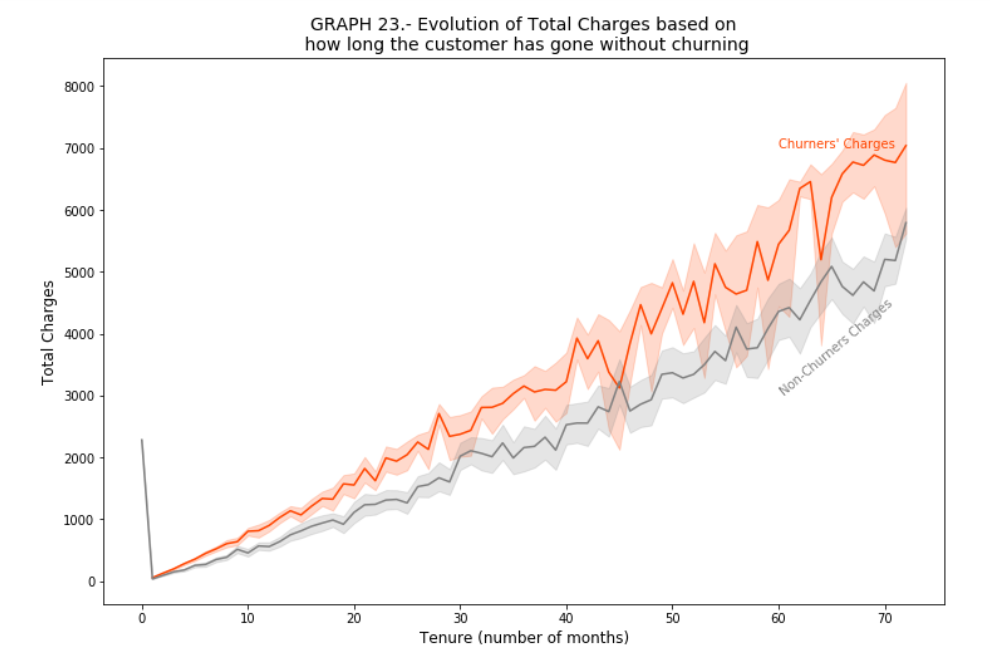 GRAPH 23.- Evolution of Total Charges based on
how long the customer has gone without churning
8000
7000
6000
5000
4000
3000
2000
1000
0
Total Charges
Churners' Charges
Non-Churners Charges
0 10 20 30 40 50 60 70
Tenure (number of months)